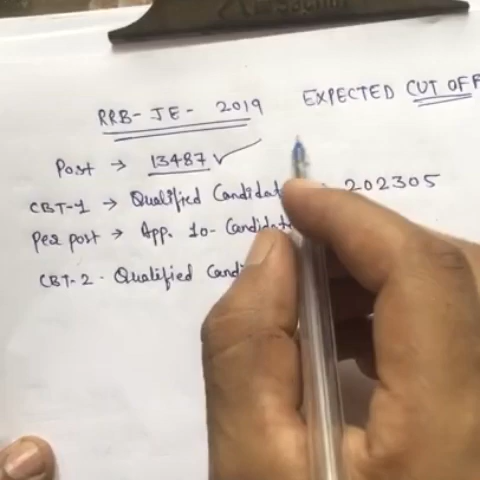 RRB- JE - 2019
EXPECTED CUT OFF
Post → 13487 ✓
CBT-1 → Qualified Candidat : 202305
Per post → App. 10- Candidat
CBT-2 - Qualified Candi